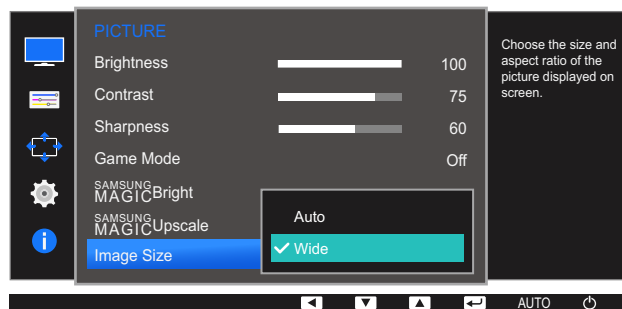 PICTURE
Brightness 100
Contrast 75
Sharpness 60
Game Mode Off
SAMSUNG
MAGICBright
SAMSUNG
MAGICUpscale
Image Size
Auto
Wide
Choose the size and
aspect ratio of the
picture displayed on
screen.
AUTO